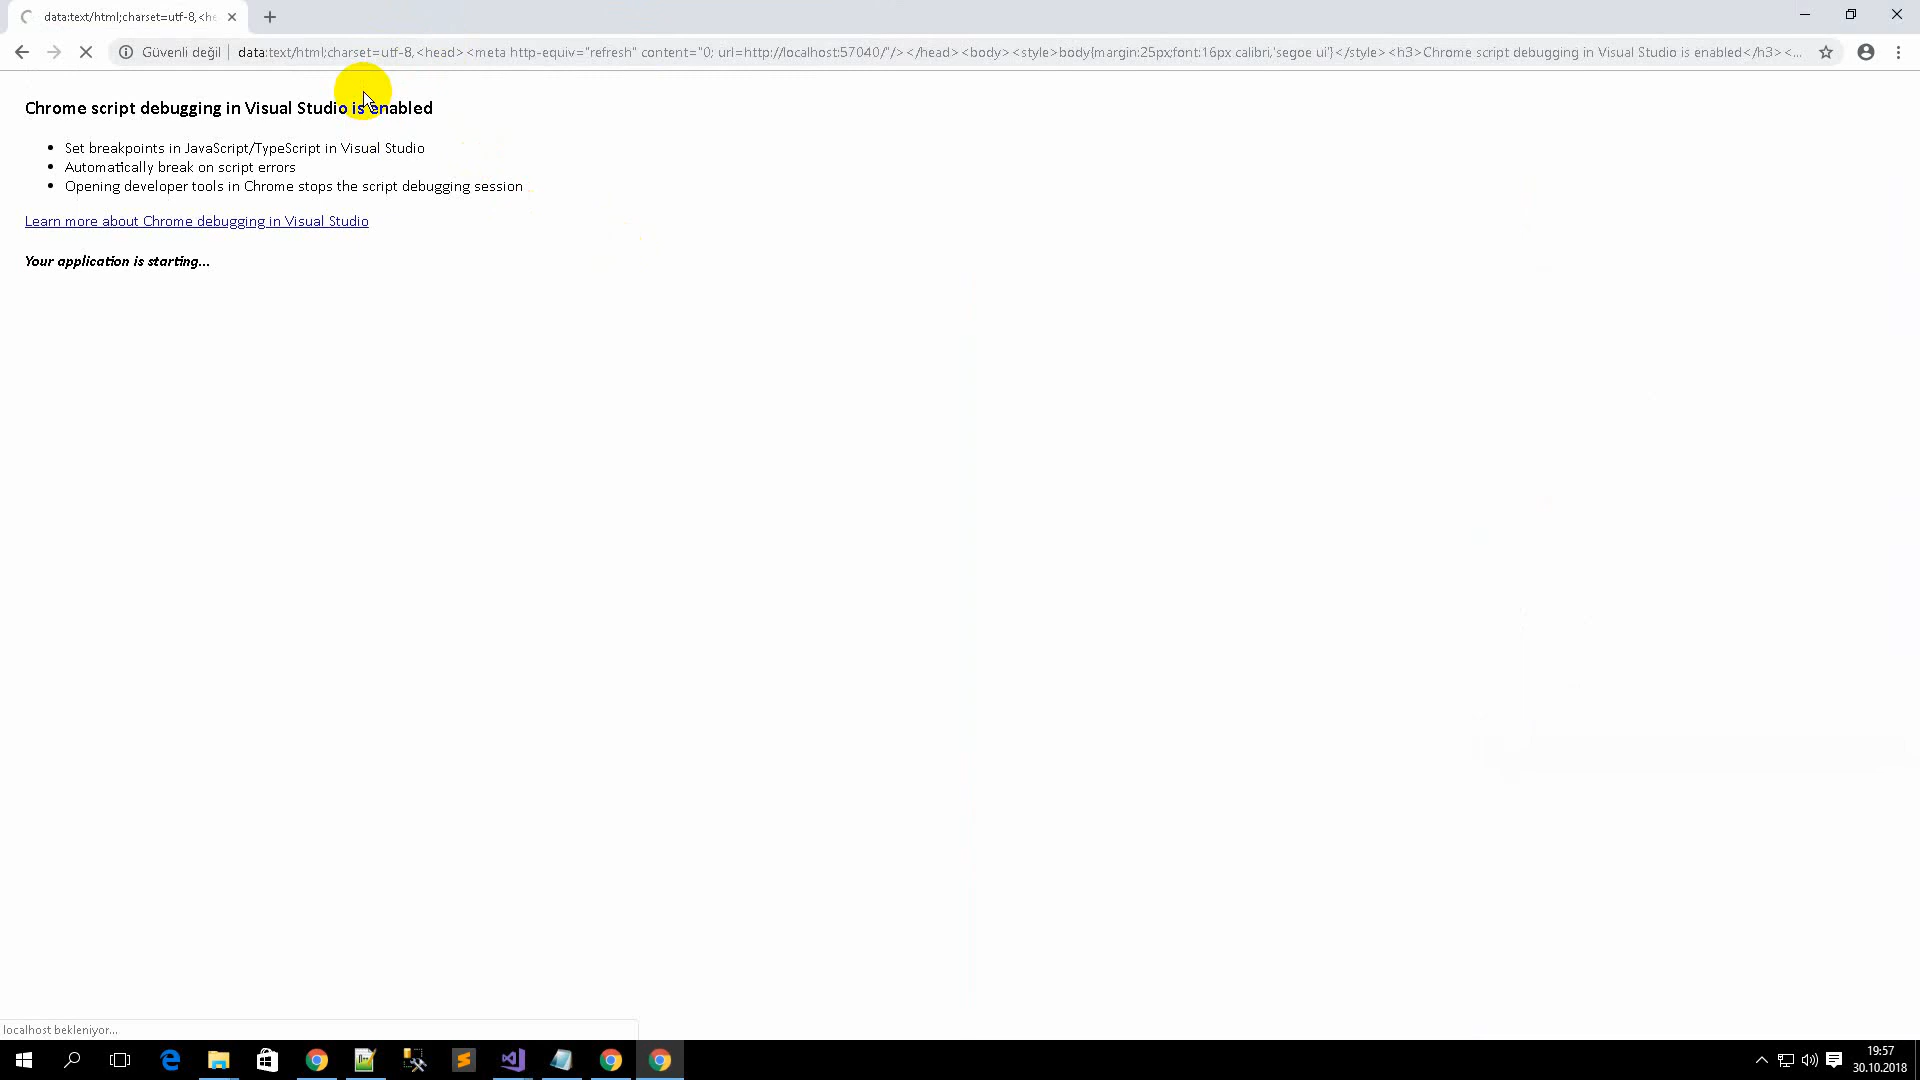 data:text/html;charset=utf-8,<he
Güvenli değil | data:text/html;charset=utf-8,<head><meta http-equiv="refresh" content="0; url=http://localhost:57040/"/></head><body><style>body{margin:25px;font:16px calibri,'segoe ui'}</style><h3>Chrome script debugging in Visual Studio is enabled</h3><...
Chrome script debugging in Visual Studio is enabled
• Set breakpoints in JavaScript/TypeScript in Visual Studio
• Automatically break on script errors
• Opening developer tools in Chrome stops the script debugging session
Learn more about Chrome debugging in Visual Studio
Your application is starting...
localhost bekleniyor...
19:57
30.10.2018